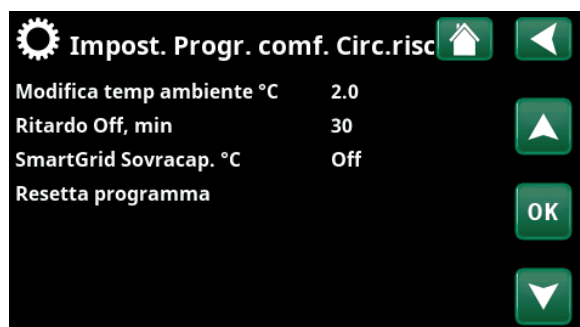 Impost. Progr. comf. Circ.risc
Modifica temp ambiente °C 2.0
Ritardo Off, min 30
SmartGrid Sovracap. °C Off
Resetta programma
OK